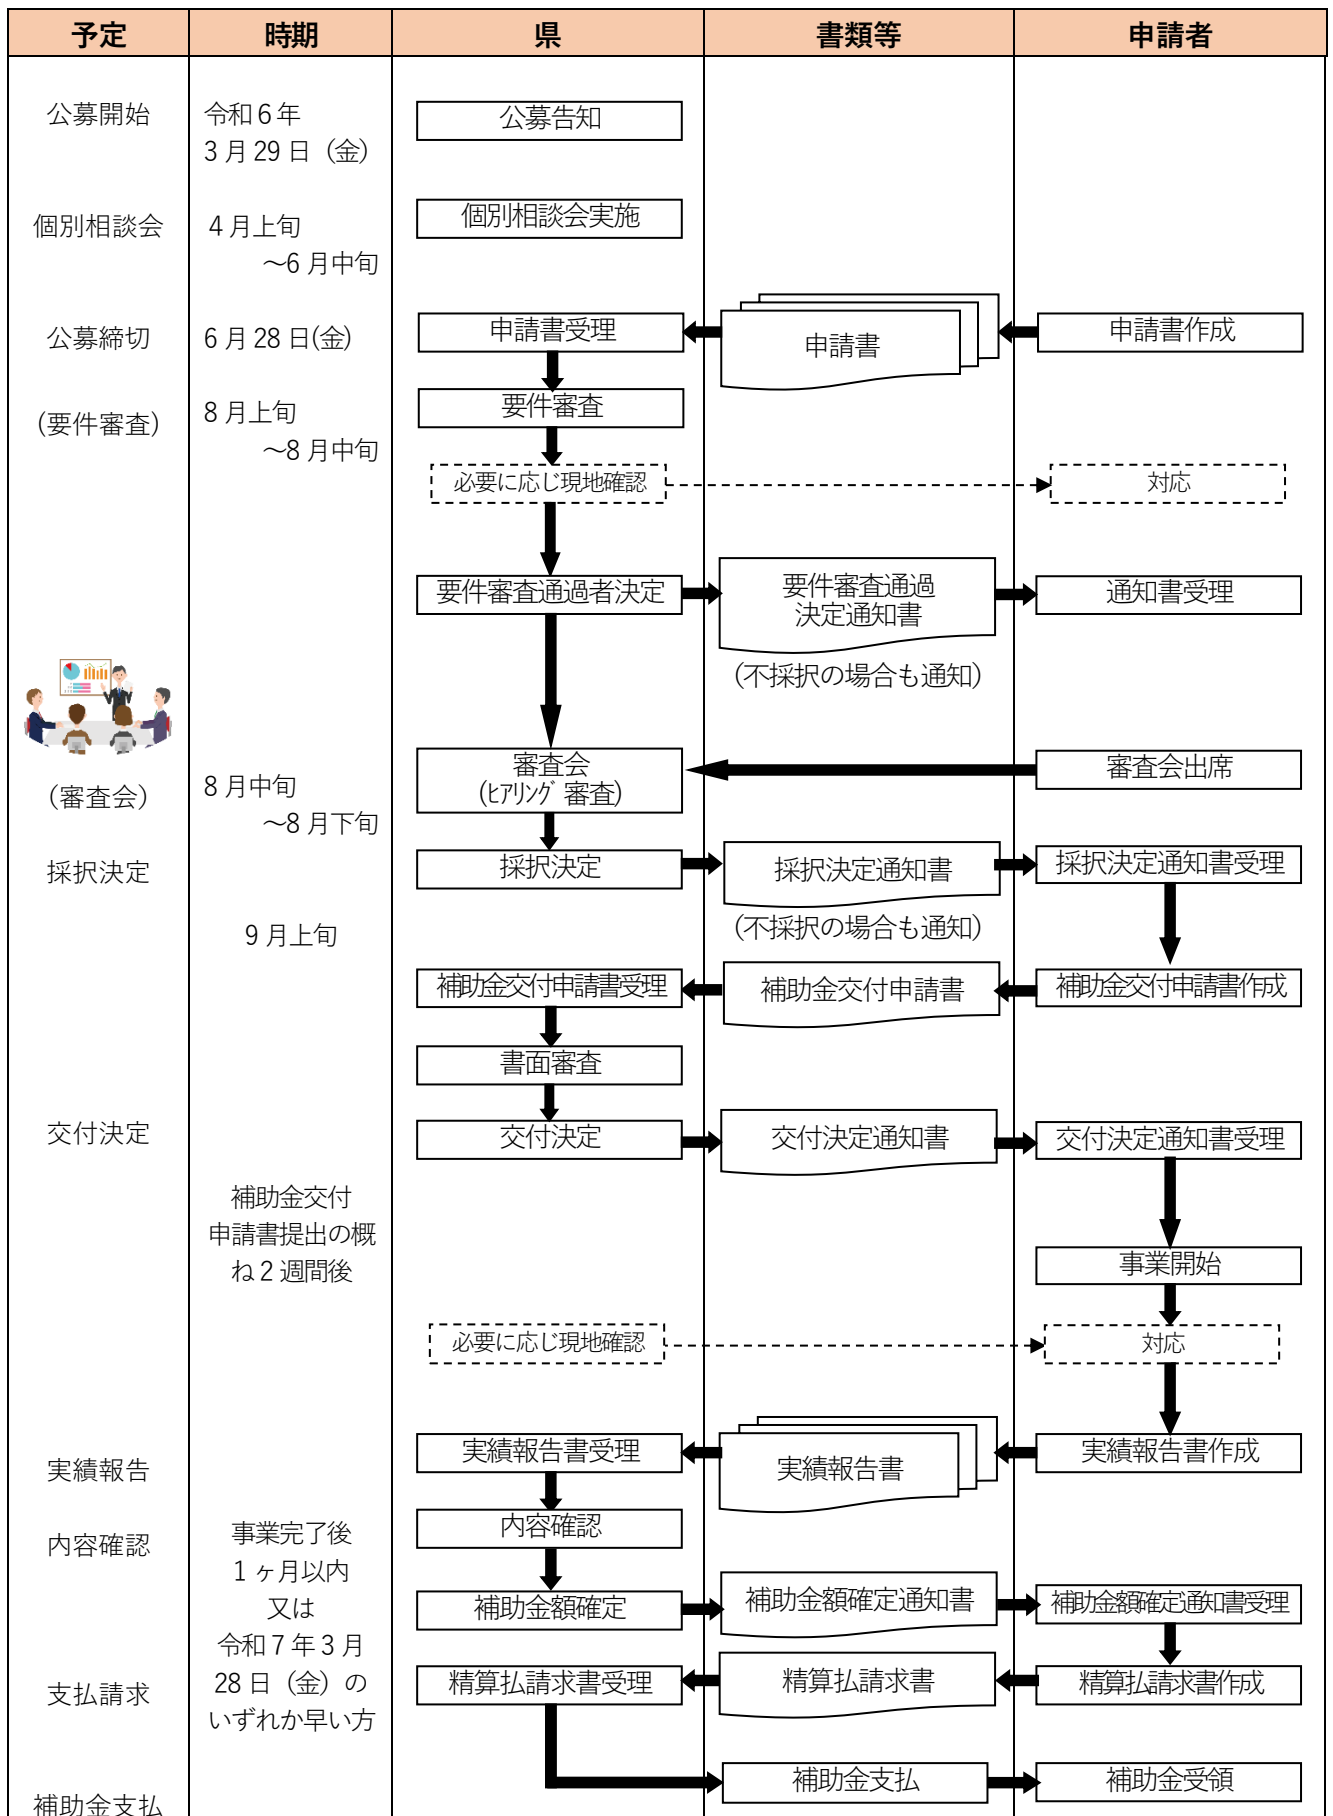 予定
時期
県
書類等
申請者
公募開始
令和6年
3月29日（金）
公募告知
個別相談会
4月上旬
～6月中旬
個別相談会実施
公募締切
6月28日(金)
申請書受理
申請書
申請書作成
(要件審査)
8月上旬
～8月中旬
要件審査
必要に応じ現地確認
対応
要件審査通過者決定
要件審査通過
決定通知書
通知書受理
(不採択の場合も通知)
(審査会)
8月中旬
～8月下旬
審査会
(ﾋｱﾘﾝｸﾞ審査)
審査会出席
採択決定
採択決定
採択決定通知書
採択決定通知書受理
9月上旬
(不採択の場合も通知)
補助金交付申請書受理
補助金交付申請書
補助金交付申請書作成
書面審査
交付決定
交付決定
交付決定通知書
交付決定通知書受理
補助金交付
申請書提出の概
ね2週間後
事業開始
必要に応じ現地確認
対応
実績報告
実績報告書受理
実績報告書
実績報告書作成
内容確認
事業完了後
1ヶ月以内
又は
令和7年3月
28日（金）の
いずれか早い方
内容確認
補助金額確定
補助金額確定通知書
補助金額確定通知書受理
支払請求
精算払請求書受理
精算払請求書
精算払請求書作成
補助金支払
補助金支払
補助金受領